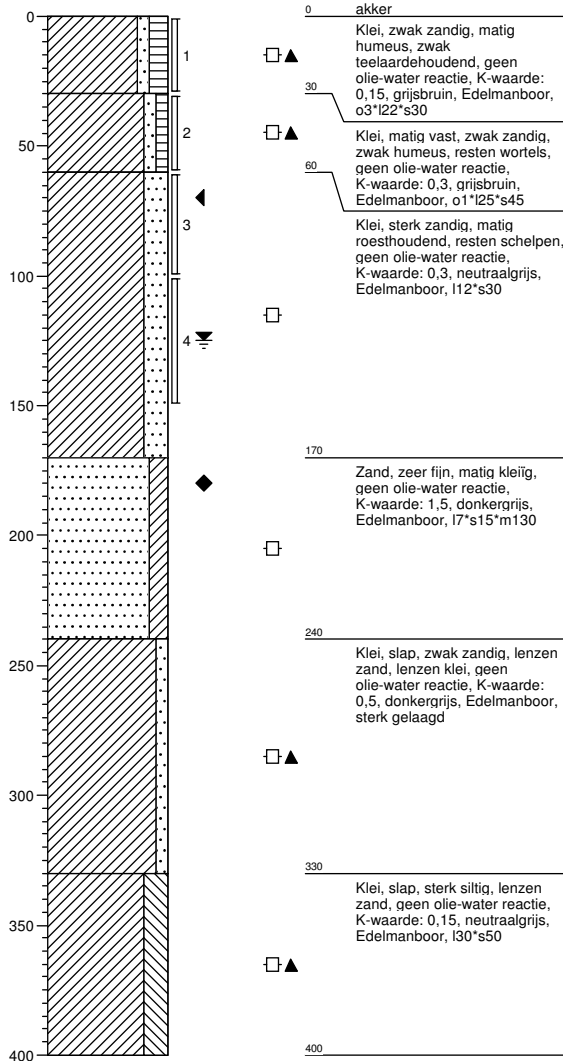 0
50
100
150
200
250
300
350
400
1
2
3
4
0
akker
Klei, zwak zandig, matig
humeus, zwak
teelaardehoudend, geen
olie-water reactie, K-waarde:
0,15, grijsbruin, Edelmanboor,
o3*l22*s30
30
Klei, matig vast, zwak zandig,
zwak humeus, resten wortels,
geen olie-water reactie,
K-waarde: 0,3, grijsbruin,
Edelmanboor, o1*l25*s45
60
Klei, sterk zandig, matig
roesthoudend, resten schelpen,
geen olie-water reactie,
K-waarde: 0,3, neutraalgrijs,
Edelmanboor, l12*s30
170
Zand, zeer fijn, matig kleiïg,
geen olie-water reactie,
K-waarde: 1,5, donkergrijs,
Edelmanboor, l7*s15*m130
240
Klei, slap, zwak zandig, lenzen
zand, lenzen klei, geen
olie-water reactie, K-waarde:
0,5, donkergrijs, Edelmanboor,
sterk gelaagd
330
Klei, slap, sterk siltig, lenzen
zand, geen olie-water reactie,
K-waarde: 0,15, neutraalgrijs,
Edelmanboor, l30*s50
400